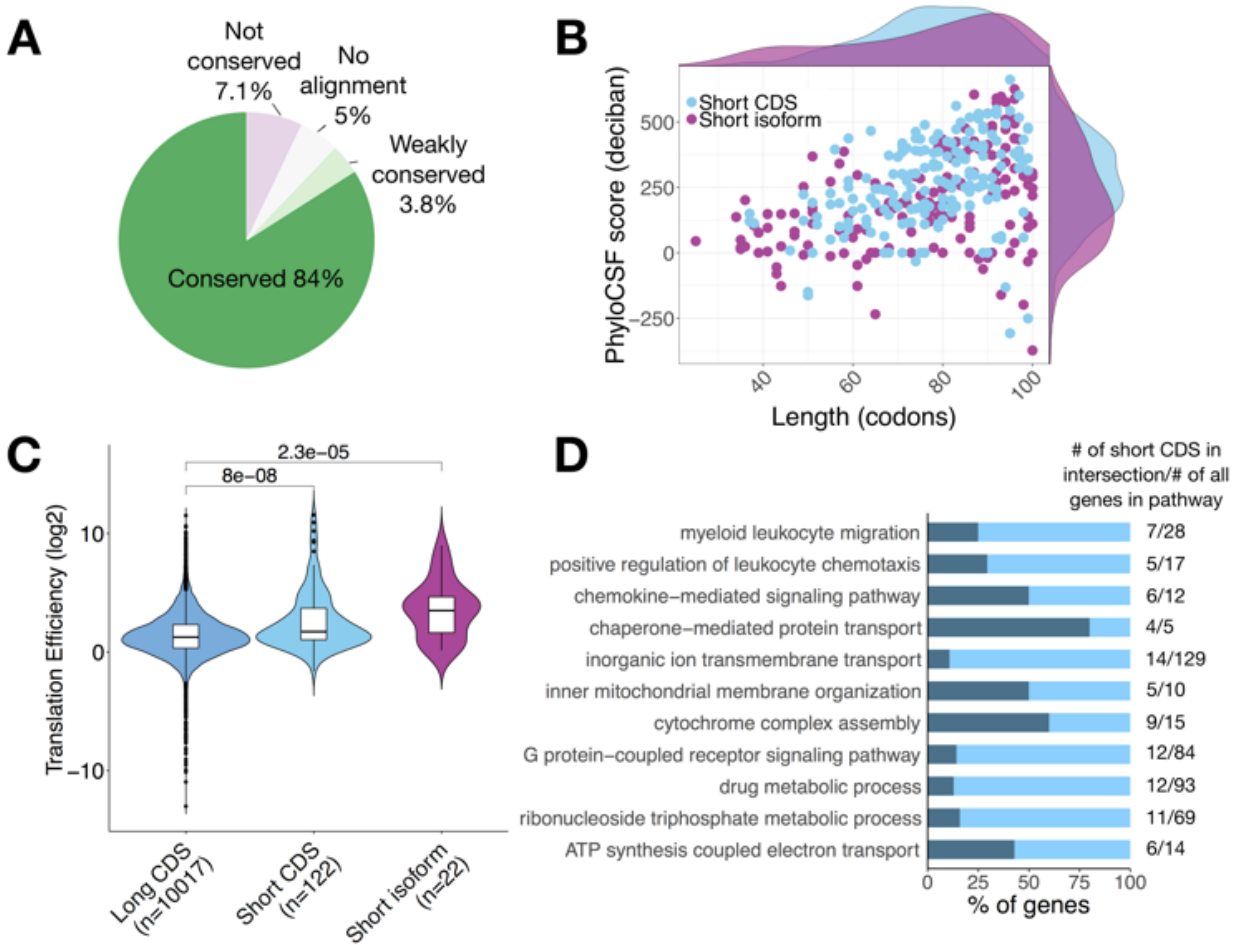 A
Not
conserved
7.1%
No
alignment
5%
Weakly
conserved
3.8%
Conserved 84%
B
PhyloCSF score (deciban)
500
250
0
−250
Short CDS
Short isoform
40
60
80
100
Length (codons)
C
Translation Efficiency (log2)
10
0
−10
2.3e−05
8e−08
Long CDS
(n=10017)
Short CDS
(n=122)
Short isoform
(n=22)
D
# of short CDS in
intersection/# of all
genes in pathway
myeloid leukocyte migration 7/28
positive regulation of leukocyte chemotaxis 5/17
chemokine−mediated signaling pathway 6/12
chaperone−mediated protein transport 4/5
inorganic ion transmembrane transport 14/129
inner mitochondrial membrane organization 5/10
cytochrome complex assembly 9/15
G protein−coupled receptor signaling pathway 12/84
drug metabolic process 12/93
ribonucleoside triphosphate metabolic process 11/69
ATP synthesis coupled electron transport 6/14
0 25 50 75 100
% of genes